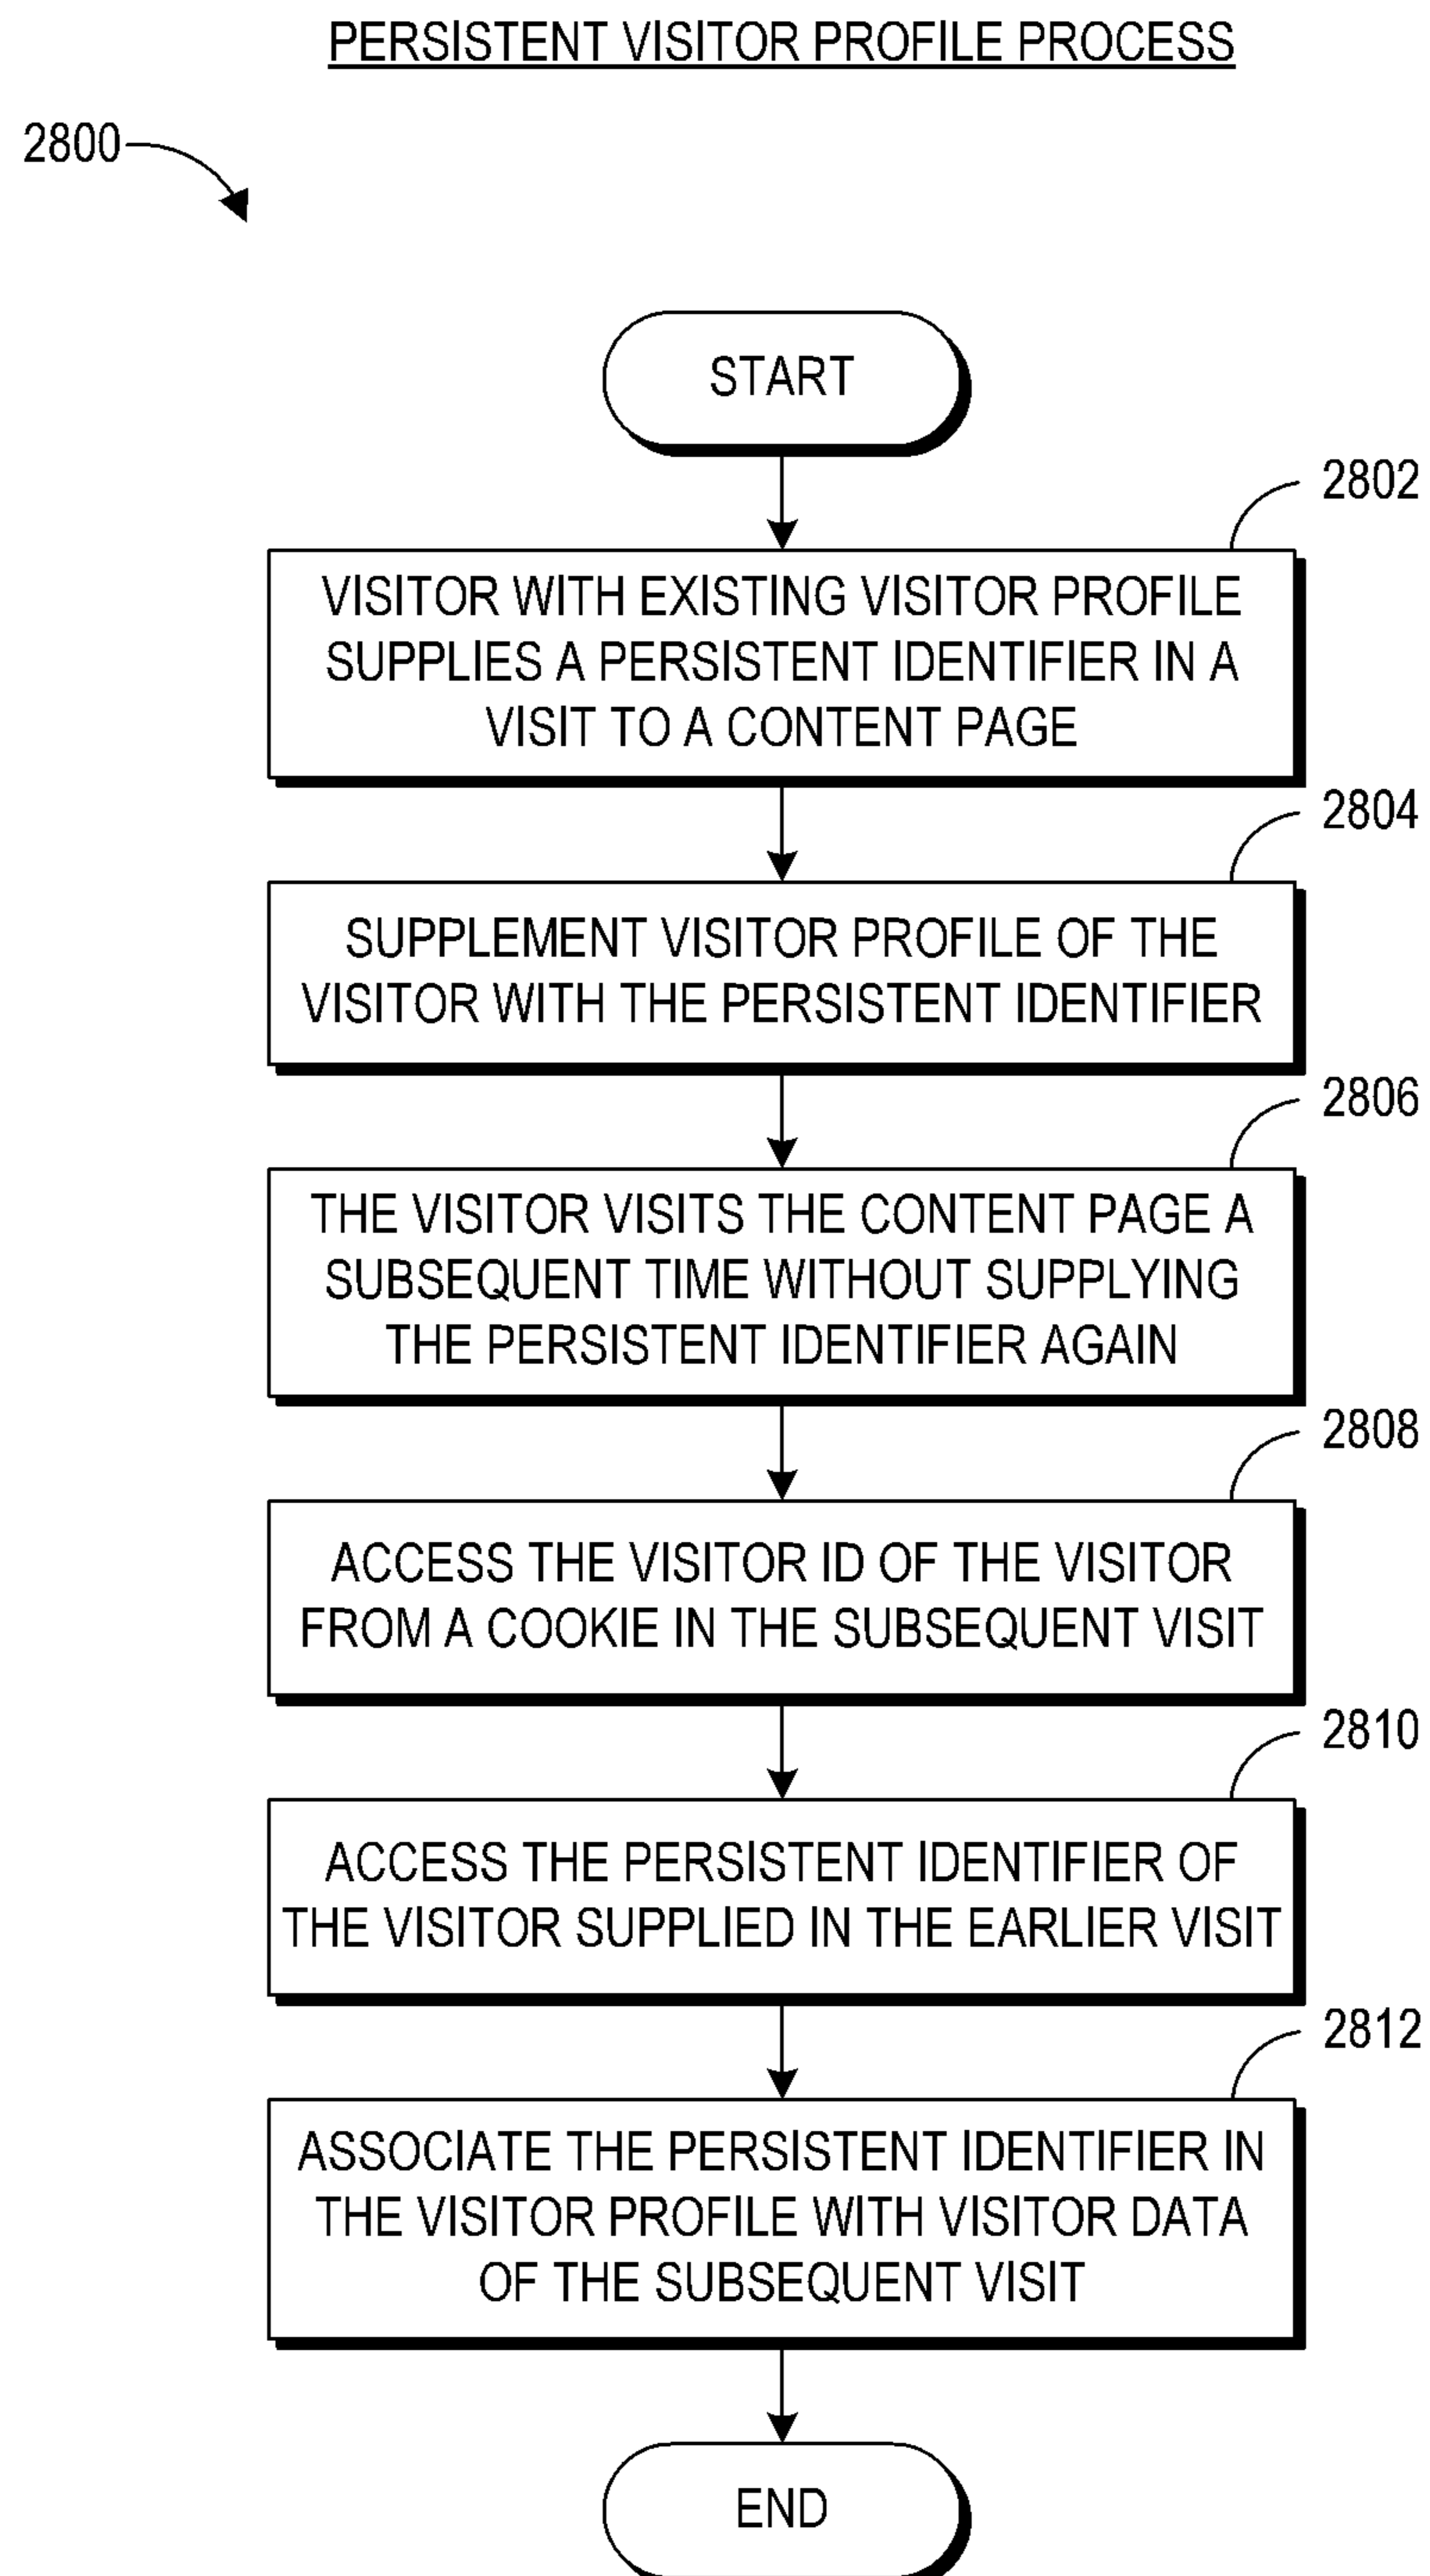 PERSISTENT VISITOR PROFILE PROCESS
2800
START
2802
VISITOR WITH EXISTING VISITOR PROFILE
SUPPLIES A PERSISTENT IDENTIFIER IN A
VISIT TO A CONTENT PAGE
2804
SUPPLEMENT VISITOR PROFILE OF THE
VISITOR WITH THE PERSISTENT IDENTIFIER
2806
THE VISITOR VISITS THE CONTENT PAGE A
SUBSEQUENT TIME WITHOUT SUPPLYING
THE PERSISTENT IDENTIFIER AGAIN
2808
ACCESS THE VISITOR ID OF THE VISITOR
FROM A COOKIE IN THE SUBSEQUENT VISIT
2810
ACCESS THE PERSISTENT IDENTIFIER OF
THE VISITOR SUPPLIED IN THE EARLIER VISIT
2812
ASSOCIATE THE PERSISTENT IDENTIFIER IN
THE VISITOR PROFILE WITH VISITOR DATA
OF THE SUBSEQUENT VISIT
END